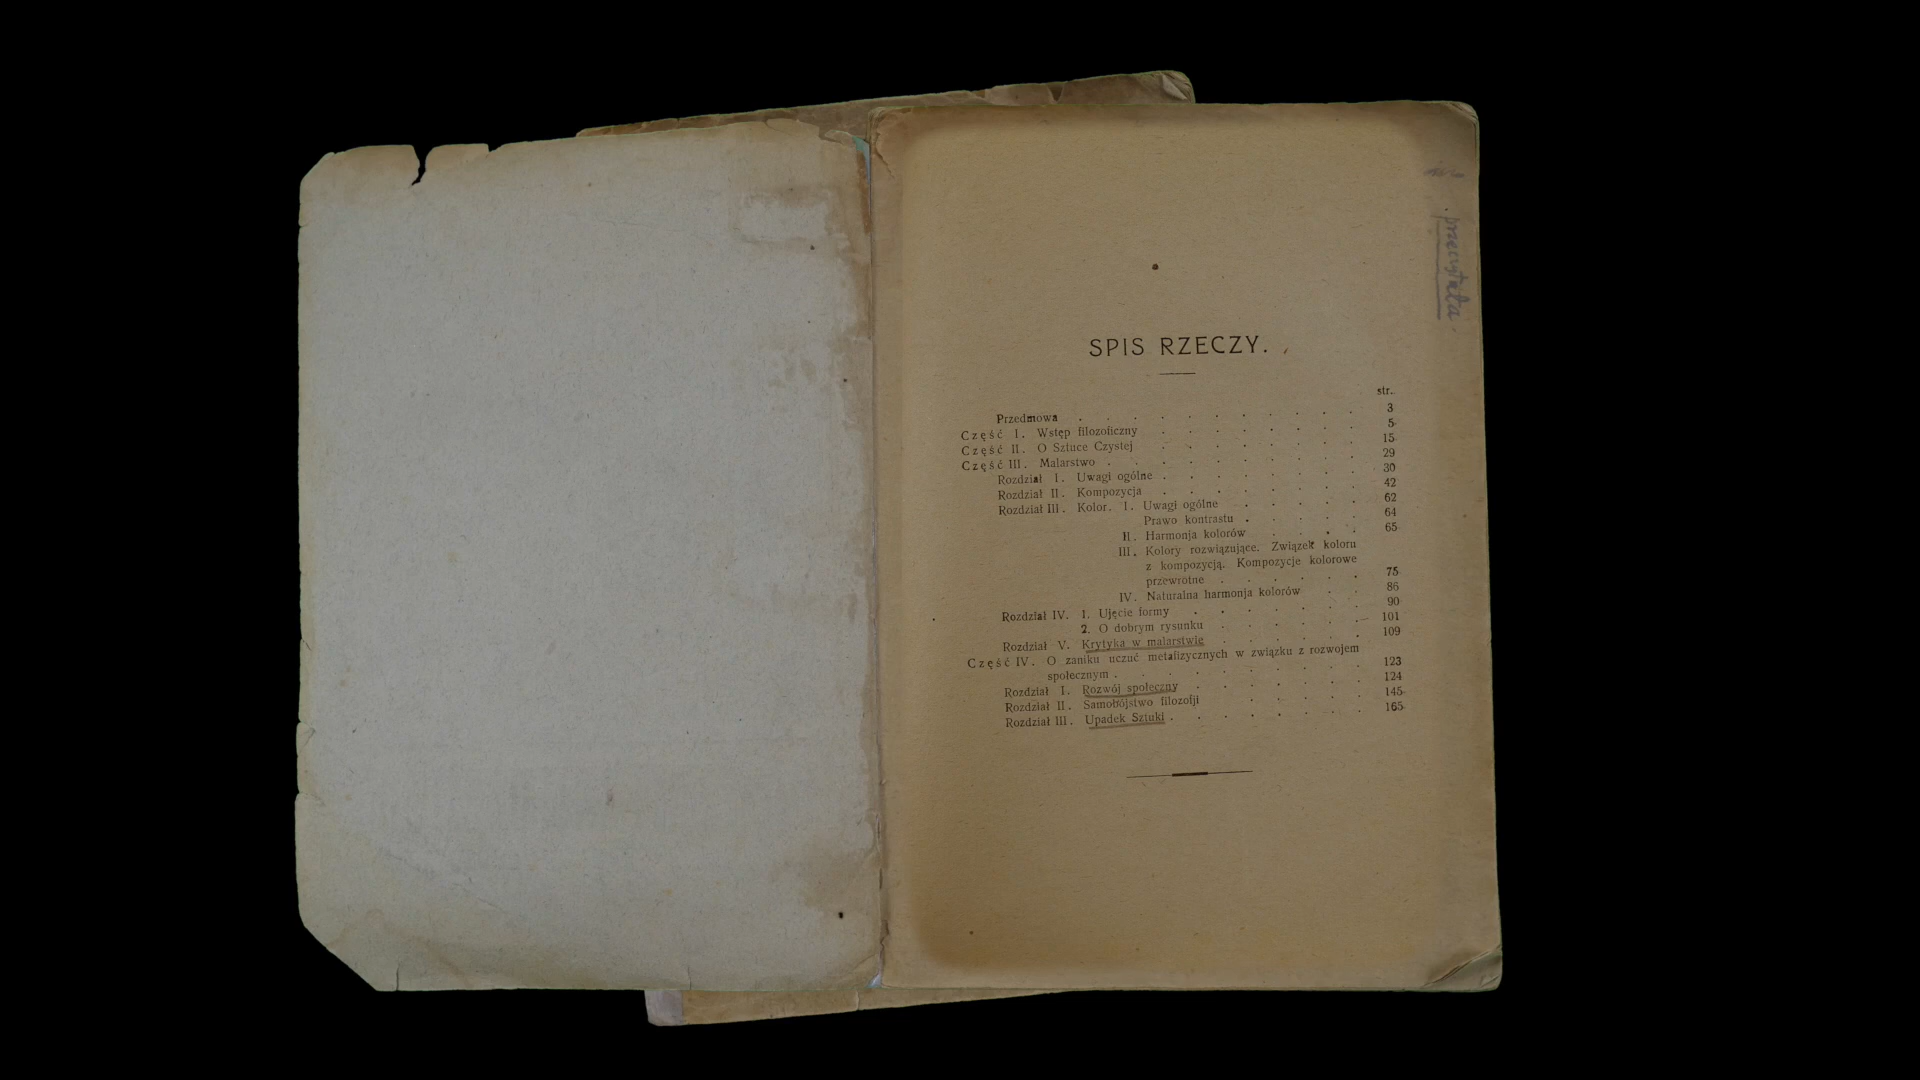 SPIS RZECZY.
str.
Przedmowa . . . . . . . . . . . 3
Część I. Wstęp filozoficzny . . . . . . . . 5
Część II. O Sztuce Czystej . . . . . . . . 15
Część III. Malarstwo . . . . . . . . . . 29
Rozdział I. Uwagi ogólne . . . . . . . . 30
Rozdział II. Kompozycja . . . . . . . . 42
Rozdział III. Kolor. I. Uwagi ogólne . . . . . 62
Prawo kontrastu . . . . . 64
II. Harmonja kolorów . . . . 65
III. Kolory rozwiązujące. Związek koloru
z kompozycją. Kompozycje kolorowe
przewrotne . . . . . . 75
IV. Naturalna harmonja kolorów . . 86
Rozdział IV. 1. Ujęcie formy . . . . . . . 90
2. O dobrym rysunku . . . . . . 101
Rozdział V. Krytyka w malarstwie . . . . . . 109
Część IV. O zaniku uczuć metafizycznych w związku z rozwojem
społecznym . . . . . . . . . . 123
Rozdział I. Rozwój społeczny . . . . . . . 124
Rozdział II. Samobójstwo filozofji . . . . . 145
Rozdział III. Upadek Sztuki . . . . . . . . 165
przeczytała.